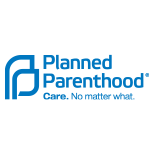 Planned
Parenthood®
Care. No matter what.